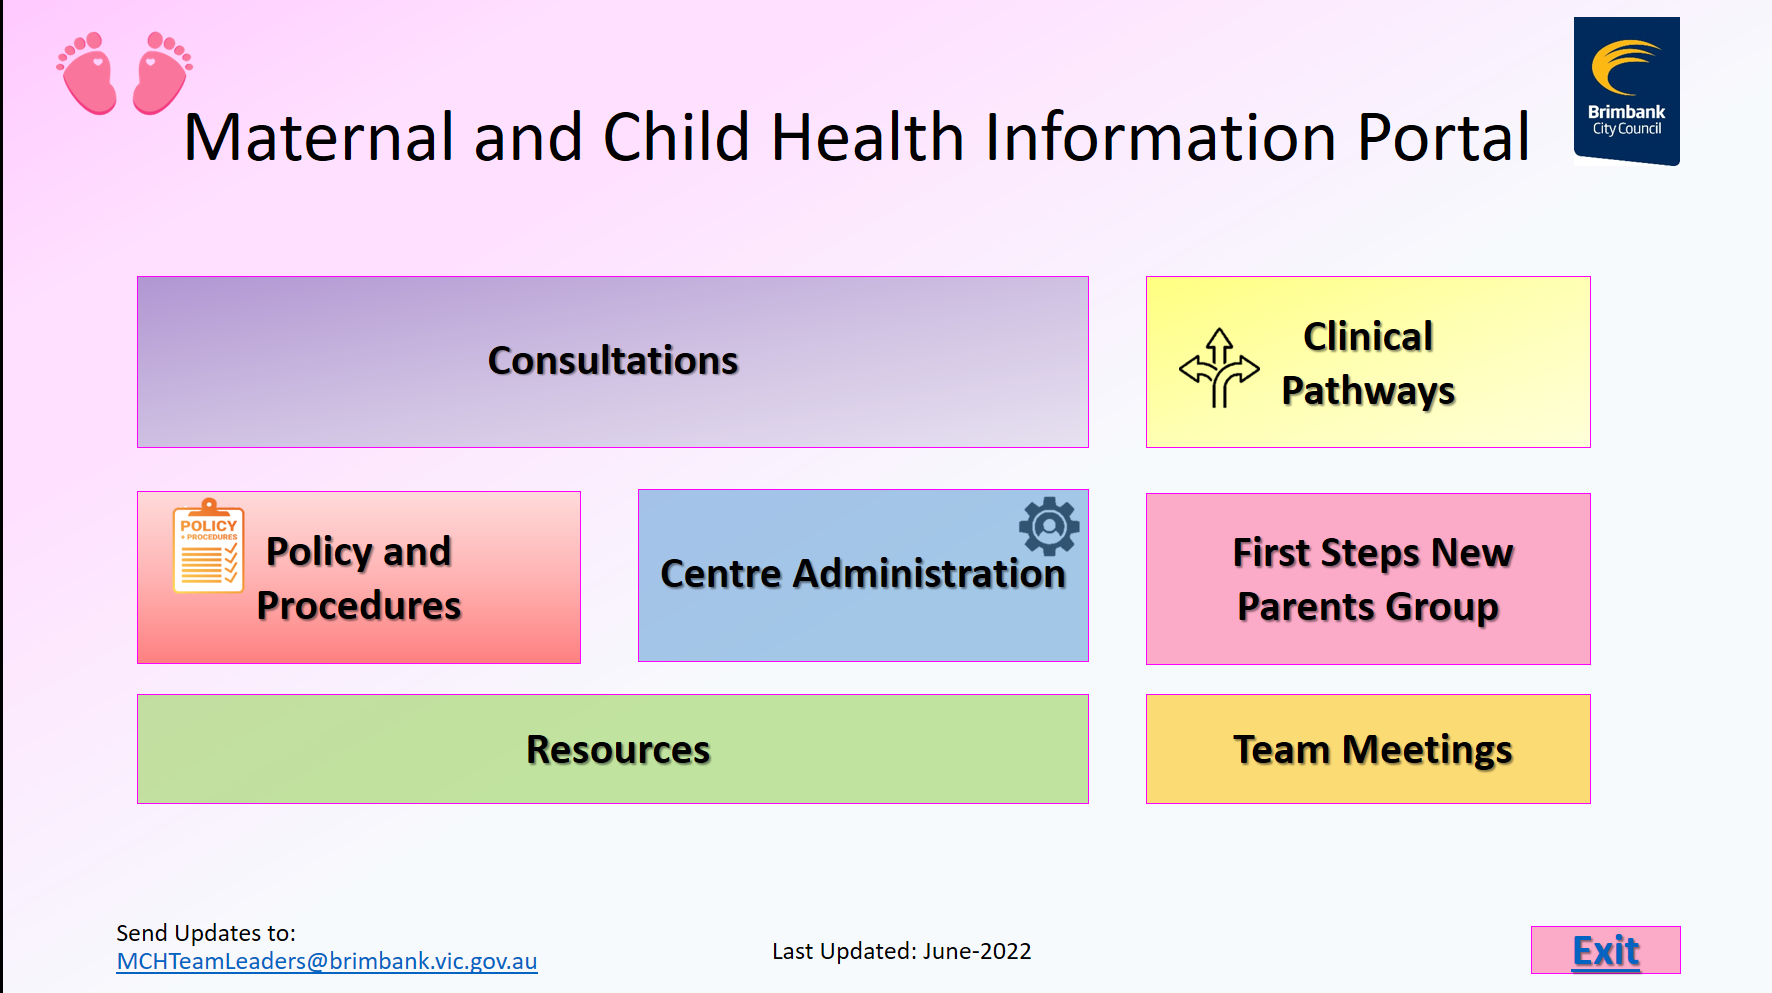 Brimbank
City Council
Maternal and Child Health Information Portal
Consultations
Clinical
Pathways
POLICY
+ PROCEDURES
Policy and
Procedures
Centre Administration
First Steps New
Parents Group
Resources
Team Meetings
Send Updates to:
MCHTeamLeaders@brimbank.vic.gov.au
Last Updated: June-2022
Exit